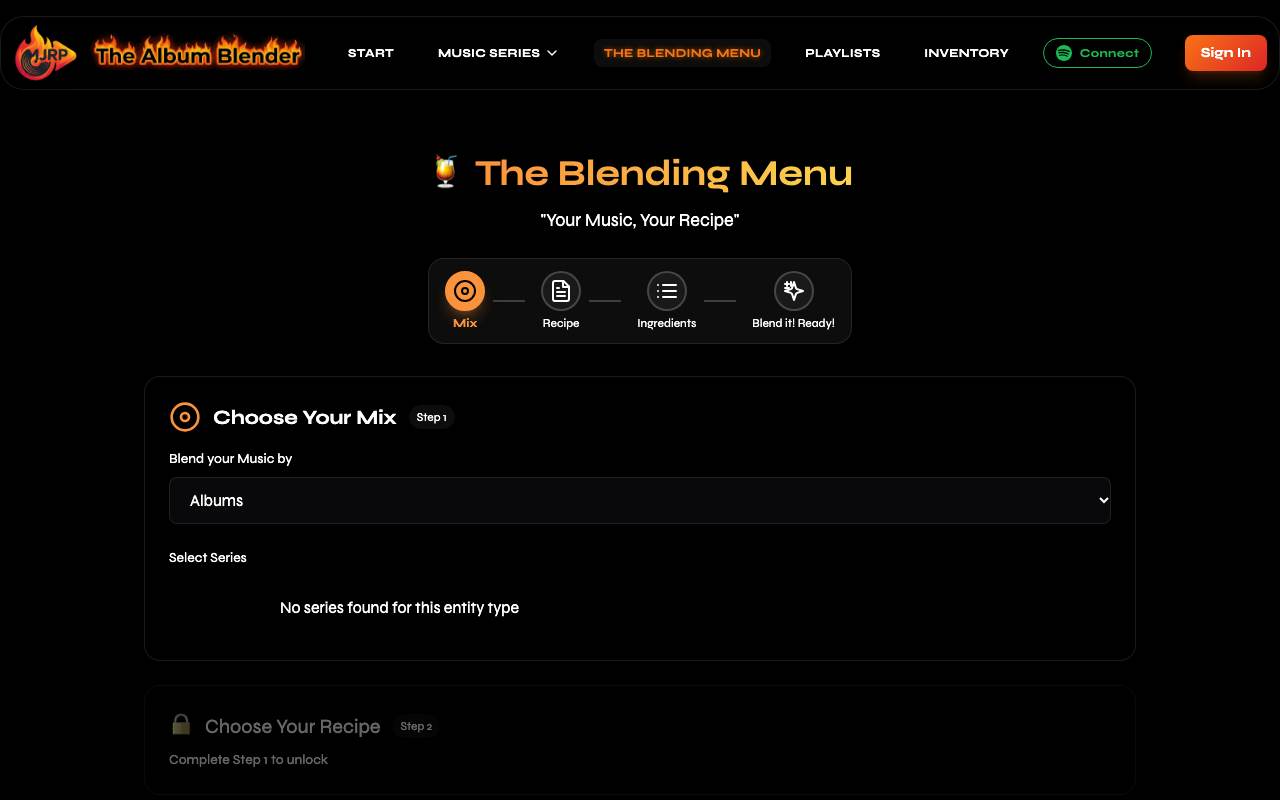 JRP
The Album Blender
START
MUSIC SERIES
THE BLENDING MENU
PLAYLISTS
INVENTORY
Connect
Sign In
The Blending Menu
"Your Music, Your Recipe"
Mix
Recipe
Ingredients
Blend it! Ready!
Choose Your Mix
Step 1
Blend your Music by
Albums
Select Series
No series found for this entity type
Choose Your Recipe
Step 2
Complete Step 1 to unlock